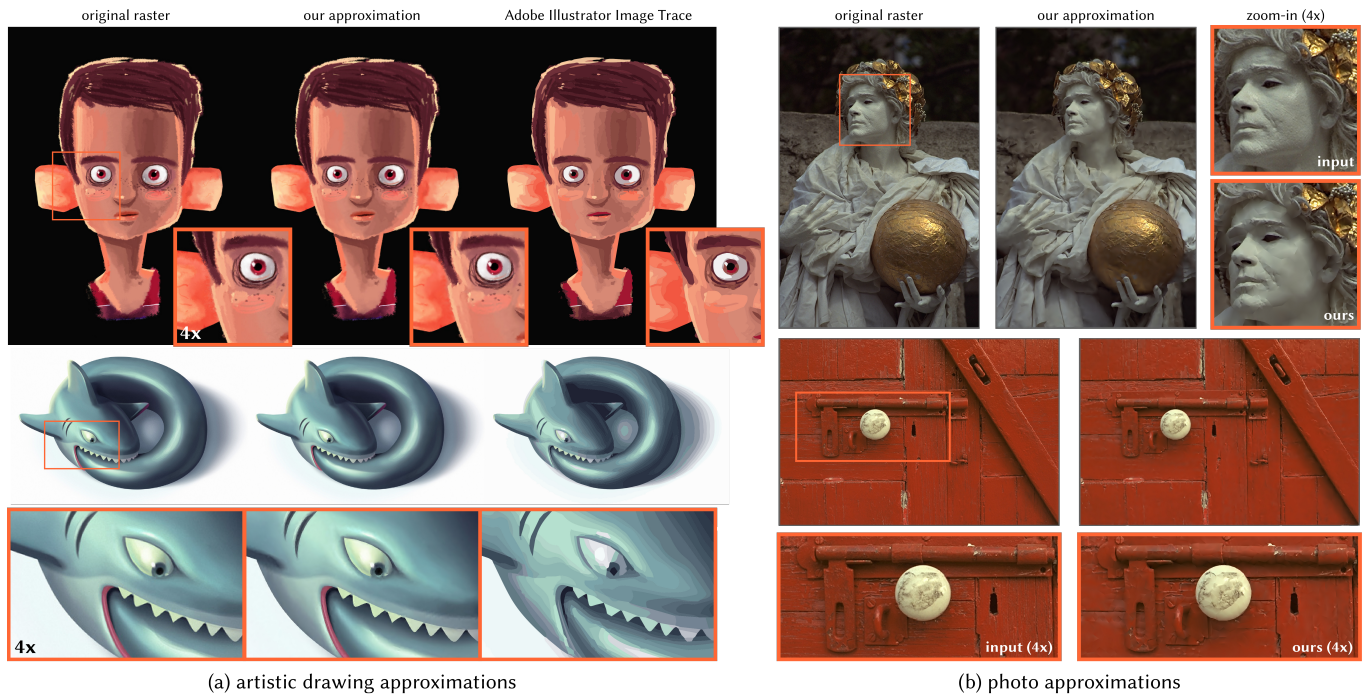 original raster
our approximation
Adobe Illustrator Image Trace
4x
4x
(a) artistic drawing approximations
original raster
our approximation
zoom-in (4x)
input
ours
input (4x)
ours (4x)
(b) photo approximations